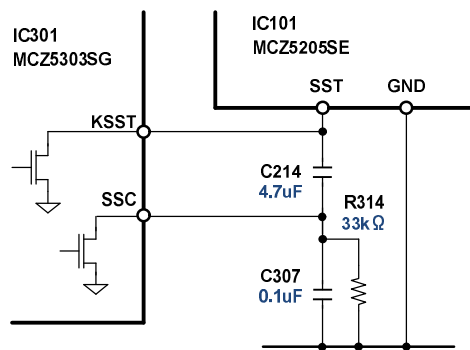 IC301
MCZ5303SG
IC101
MCZ5205SE
SST
GND
KSST
C214
4.7uF
SSC
R314
33kΩ
C307
0.1uF